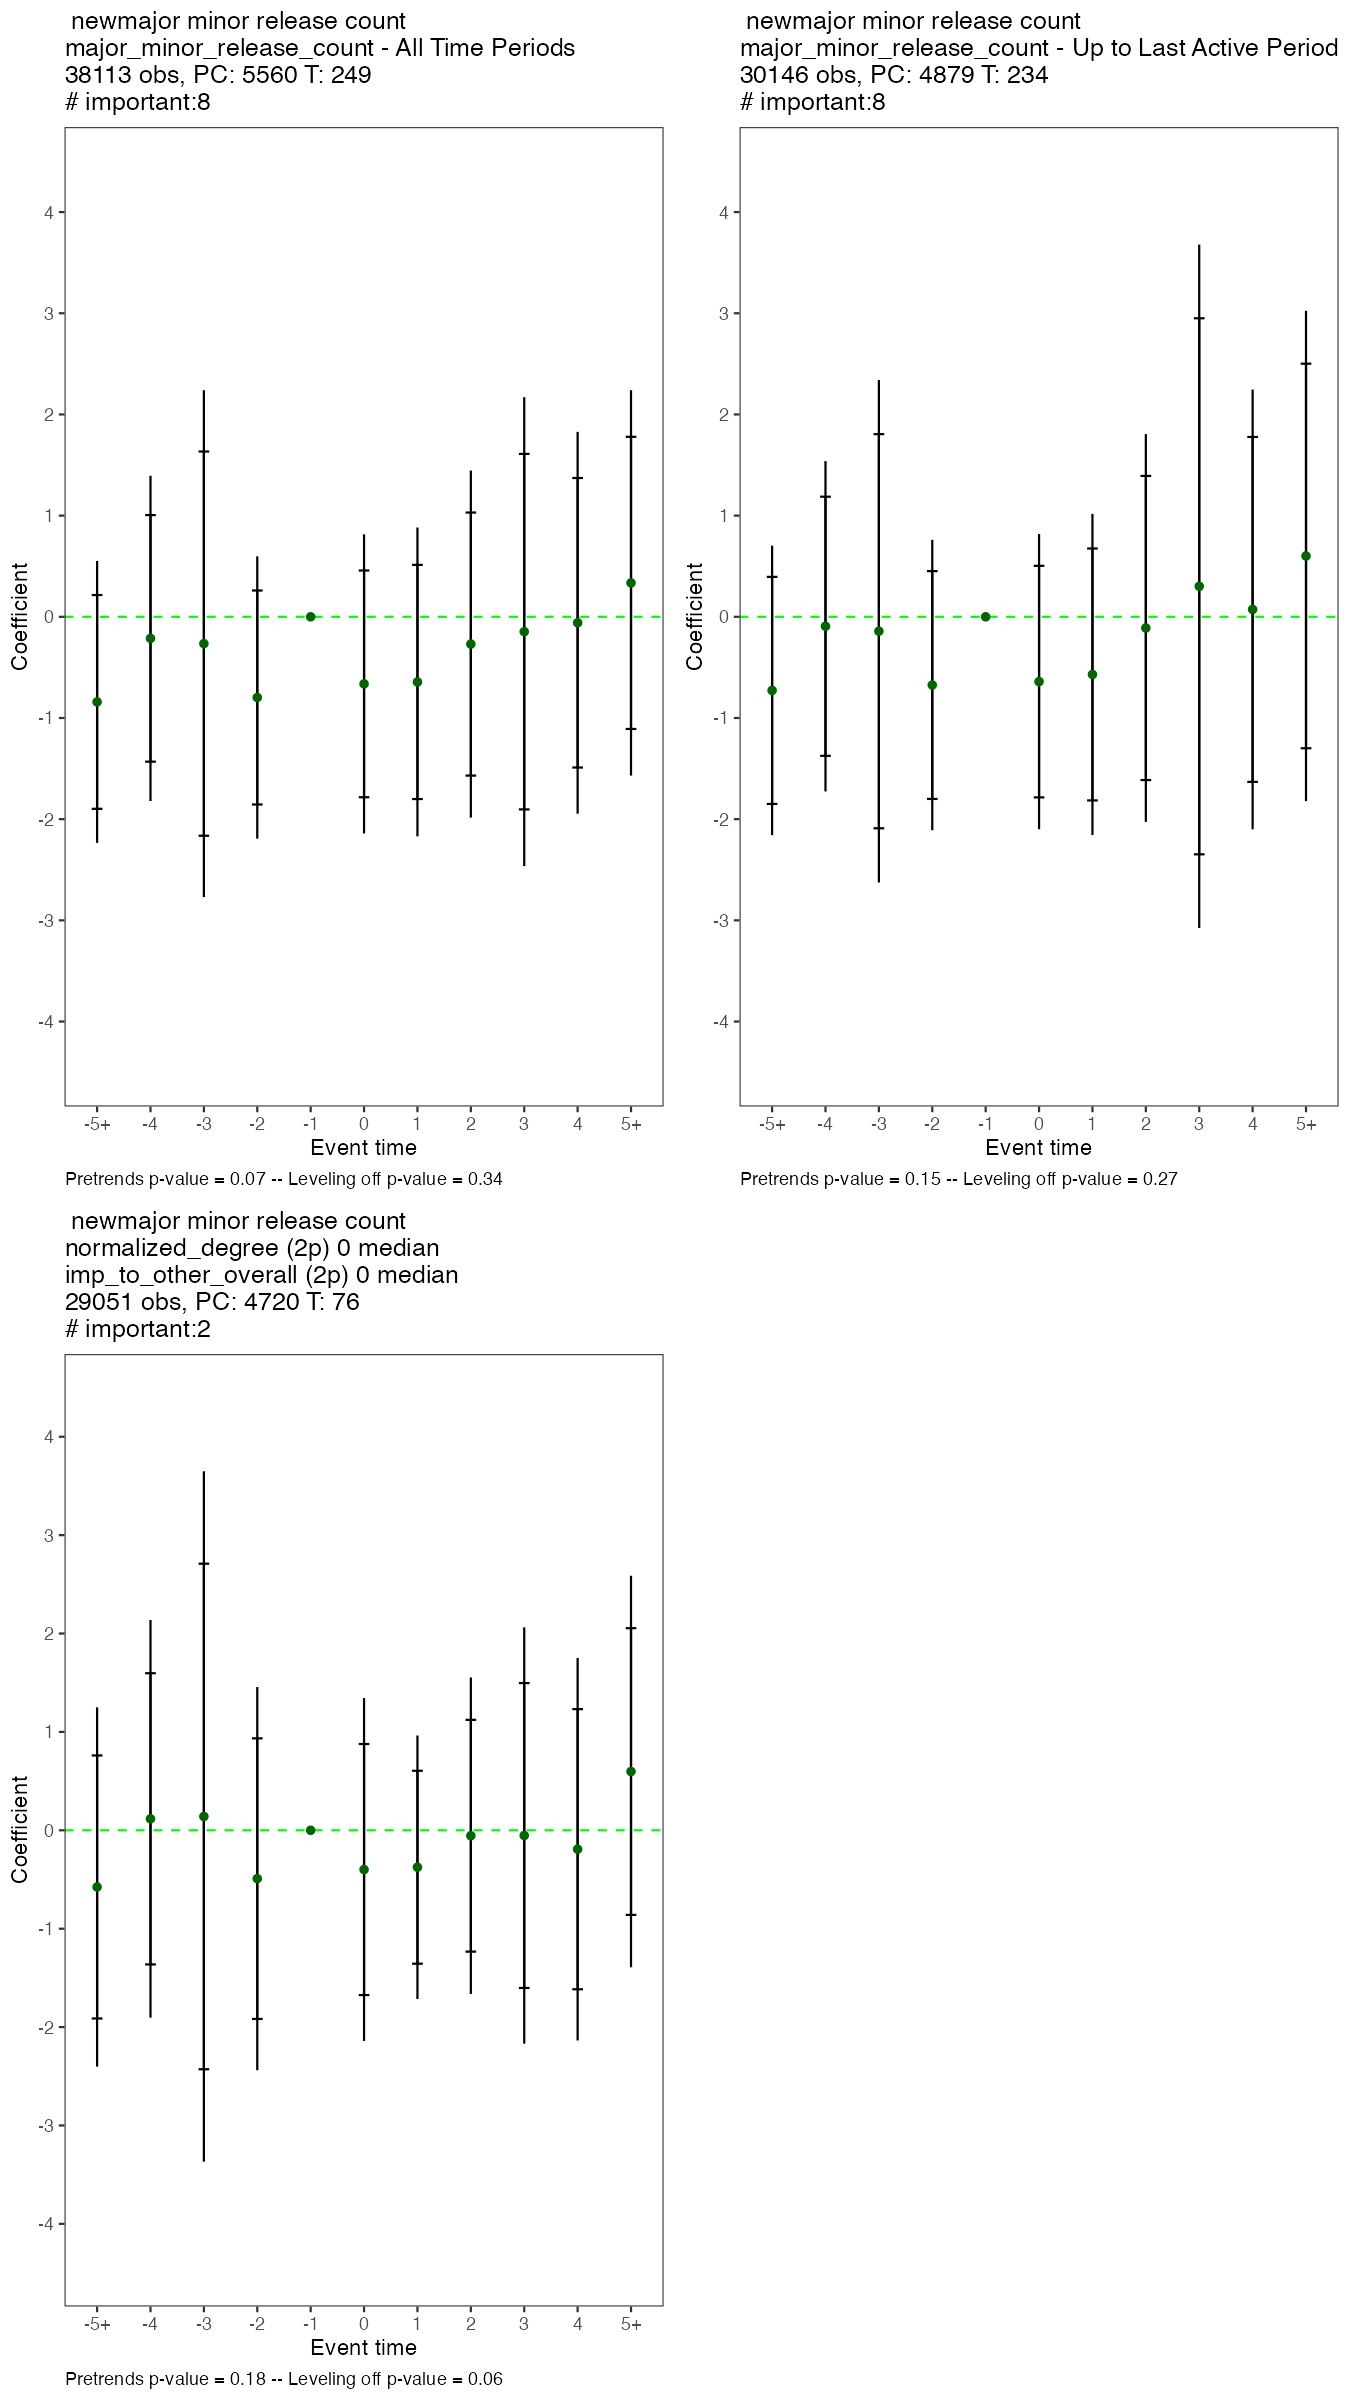 newmajor minor release count
major_minor_release_count - All Time Periods
38113 obs, PC: 5560 T: 249
# important:8
4
3
2
1
0
-1
-2
-3
-4
Coefficient
-5+ -4 -3 -2 -1 0 1 2 3 4 5+
Event time
Pretrends p-value = 0.07 -- Leveling off p-value = 0.34
newmajor minor release count
major_minor_release_count - Up to Last Active Period
30146 obs, PC: 4879 T: 234
# important:8
4
3
2
1
0
-1
-2
-3
-4
Coefficient
-5+ -4 -3 -2 -1 0 1 2 3 4 5+
Event time
Pretrends p-value = 0.15 -- Leveling off p-value = 0.27
newmajor minor release count
normalized_degree (2p) 0 median
imp_to_other_overall (2p) 0 median
29051 obs, PC: 4720 T: 76
# important:2
4
3
2
1
0
-1
-2
-3
-4
Coefficient
-5+ -4 -3 -2 -1 0 1 2 3 4 5+
Event time
Pretrends p-value = 0.18 -- Leveling off p-value = 0.06